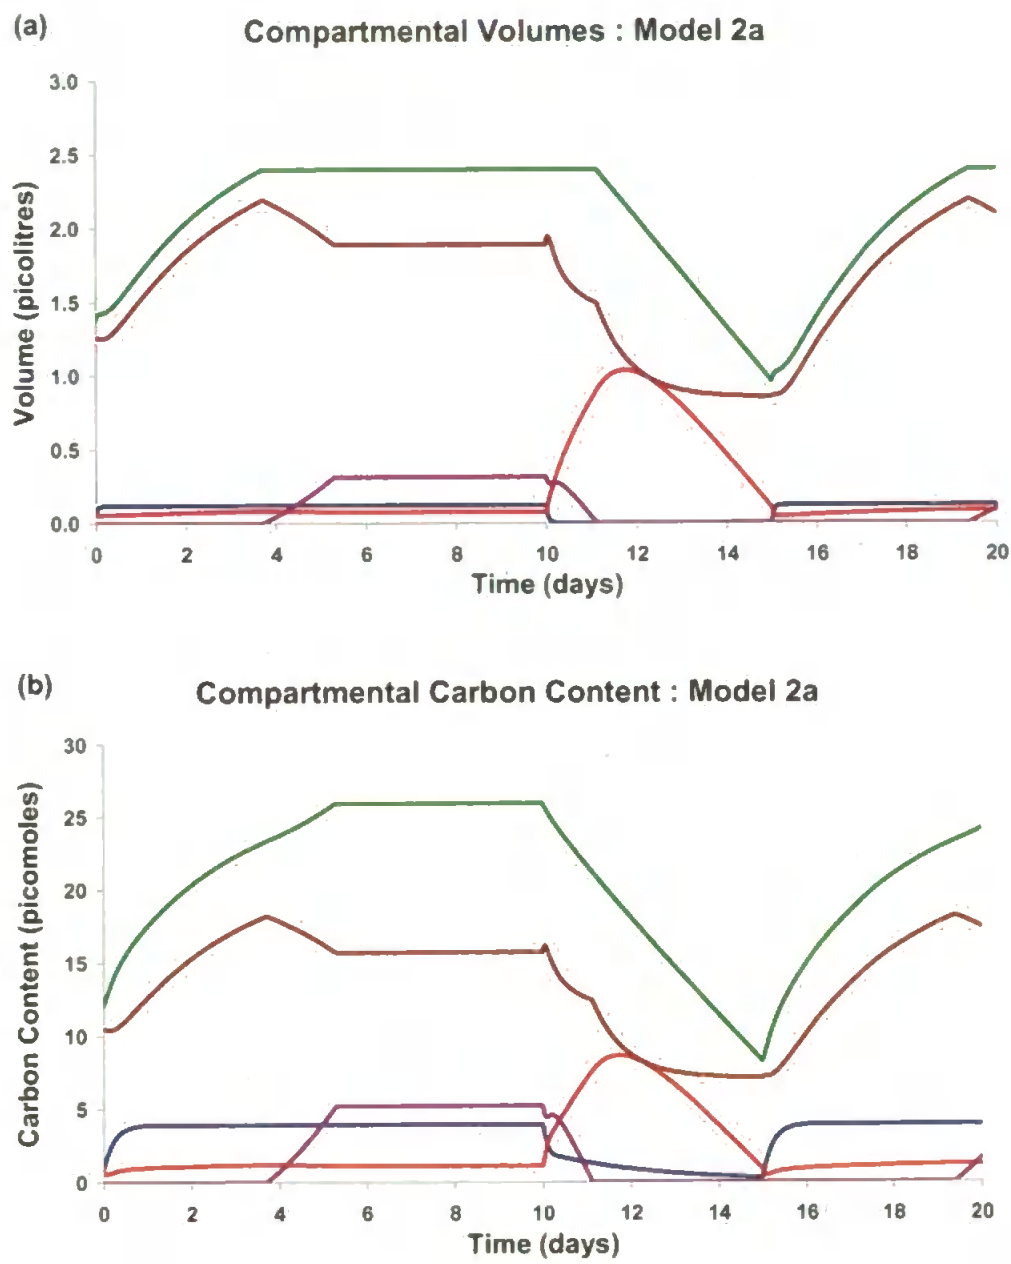 (a)
Compartmental Volumes : Model 2a
Volume (picolitres)
3.0
2.5
2.0
1.5
1.0
0.5
0.0
0 2 4 6 8 10 12 14 16 18 20
Time (days)
(b)
Compartmental Carbon Content : Model 2a
Carbon Content (picomoles)
30
25
20
15
10
5
0
0 2 4 6 8 10 12 14 16 18 20
Time (days)